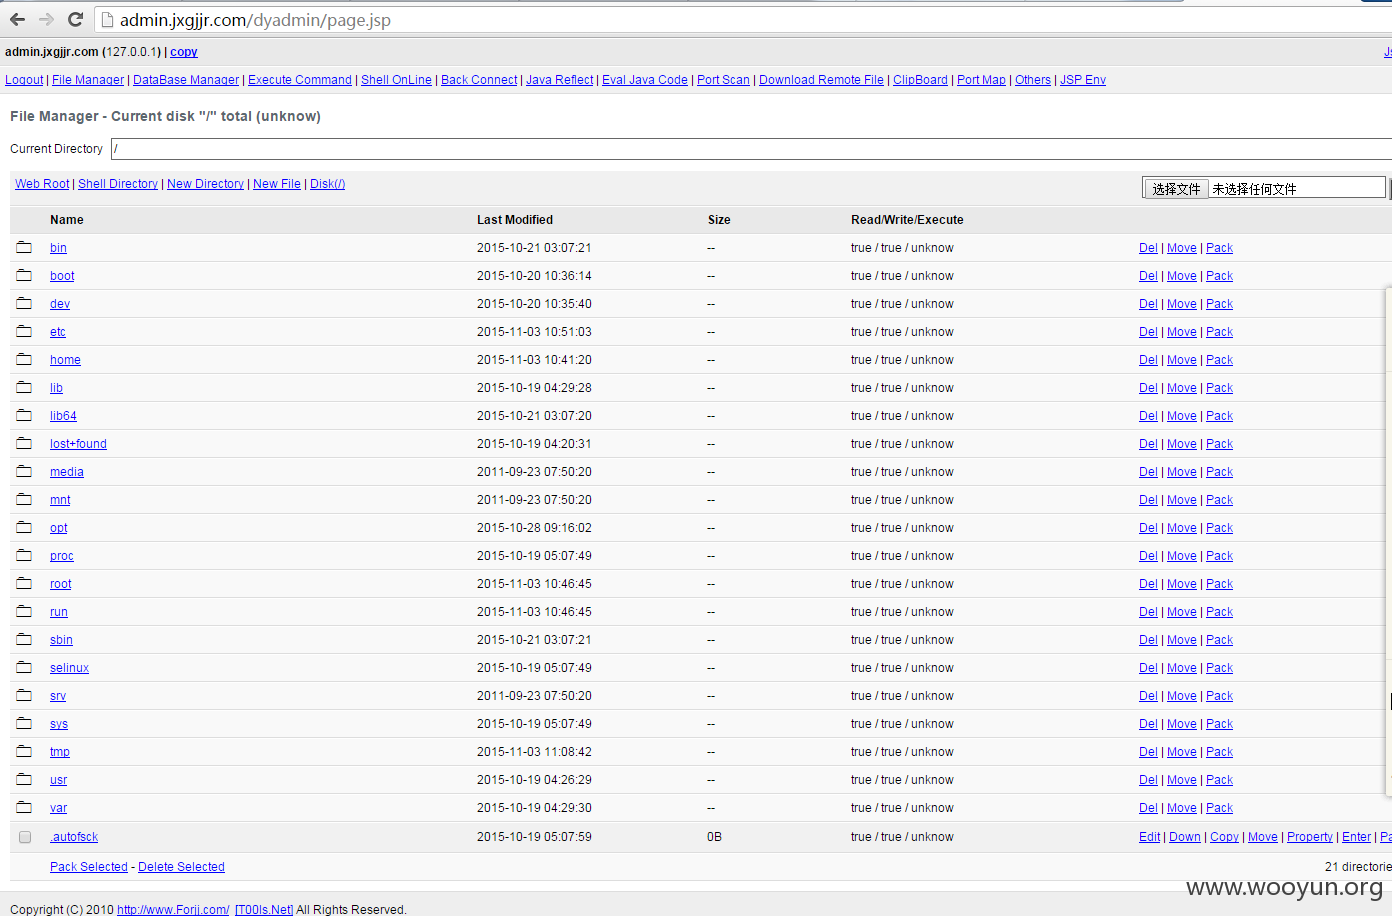 admin.jxgjjr.com/dyadmin/page.jsp
admin.jxgjjr.com (127.0.0.1) | copy
Logout | File Manager | DataBase Manager | Execute Command | Shell OnLine | Back Connect | Java Reflect | Eval Java Code | Port Scan | Download Remote File | ClipBoard | Port Map | Others | JSP Env
File Manager - Current disk "/" total (unknow)
Current Directory /
Web Root | Shell Directory | New Directory | New File | Disk(/) 选择文件 未选择任何文件
Name Last Modified Size Read/Write/Execute
bin 2015-10-21 03:07:21 -- true / true / unknow Del | Move | Pack
boot 2015-10-20 10:36:14 -- true / true / unknow Del | Move | Pack
dev 2015-10-20 10:35:40 -- true / true / unknow Del | Move | Pack
etc 2015-11-03 10:51:03 -- true / true / unknow Del | Move | Pack
home 2015-11-03 10:41:20 -- true / true / unknow Del | Move | Pack
lib 2015-10-19 04:29:28 -- true / true / unknow Del | Move | Pack
lib64 2015-10-21 03:07:20 -- true / true / unknow Del | Move | Pack
lost+found 2015-10-19 04:20:31 -- true / true / unknow Del | Move | Pack
media 2011-09-23 07:50:20 -- true / true / unknow Del | Move | Pack
mnt 2011-09-23 07:50:20 -- true / true / unknow Del | Move | Pack
opt 2015-10-28 09:16:02 -- true / true / unknow Del | Move | Pack
proc 2015-10-19 05:07:49 -- true / true / unknow Del | Move | Pack
root 2015-11-03 10:46:45 -- true / true / unknow Del | Move | Pack
run 2015-11-03 10:46:45 -- true / true / unknow Del | Move | Pack
sbin 2015-10-21 03:07:21 -- true / true / unknow Del | Move | Pack
selinux 2015-10-19 05:07:49 -- true / true / unknow Del | Move | Pack
srv 2011-09-23 07:50:20 -- true / true / unknow Del | Move | Pack
sys 2015-10-19 05:07:49 -- true / true / unknow Del | Move | Pack
tmp 2015-11-03 11:08:42 -- true / true / unknow Del | Move | Pack
usr 2015-10-19 04:26:29 -- true / true / unknow Del | Move | Pack
var 2015-10-19 04:29:30 -- true / true / unknow Del | Move | Pack
.autofsck 2015-10-19 05:07:59 0B true / true / unknow Edit | Down | Copy | Move | Property | Enter |
Pack Selected - Delete Selected 21 directorie
www.wooyun.org
Copyright (C) 2010 http://www.Forjj.com/ [T00ls.Net] All Rights Reserved.